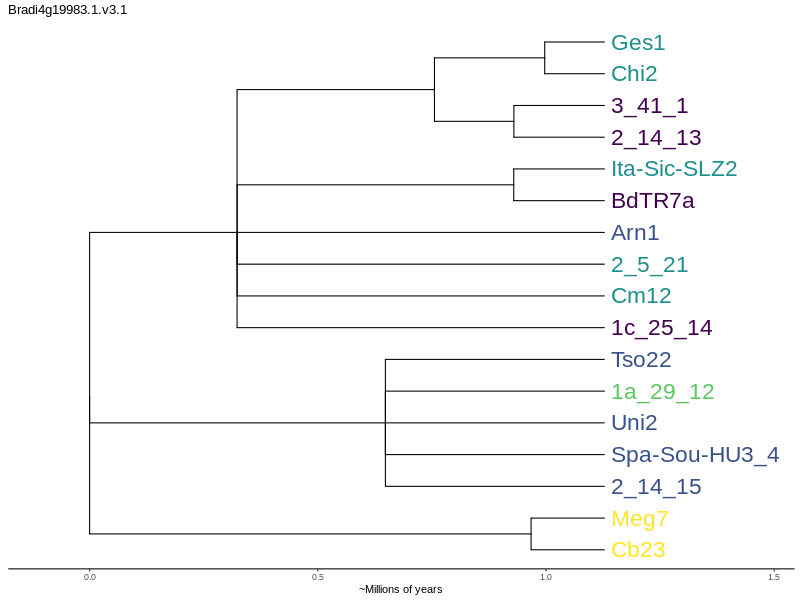 Bradi4g19983.1.v3.1
Ges1
Chi2
3_41_1
2_14_13
Ita-Sic-SLZ2
BdTR7a
Arn1
2_5_21
Cm12
1c_25_14
Tso22
1a_29_12
Uni2
Spa-Sou-HU3_4
2_14_15
Meg7
Cb23
0.0 0.5 1.0 1.5
~Millions of years